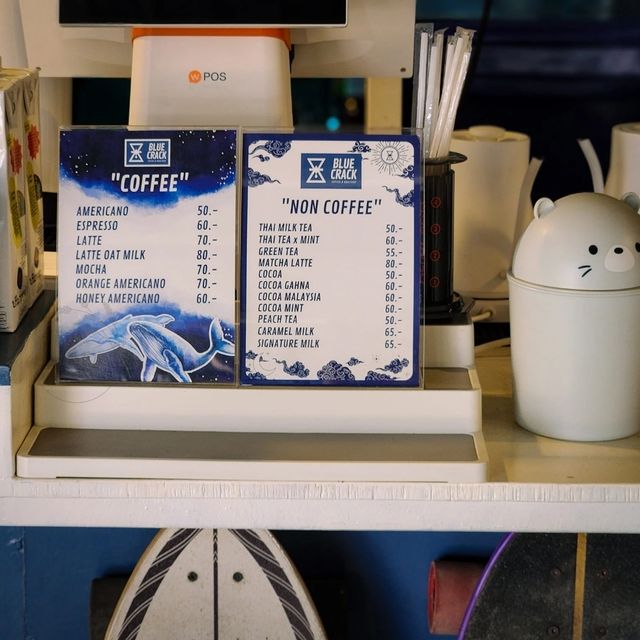 POS
BLUE
CRACK
"COFFEE"
AMERICANO 50.-
ESPRESSO 60.-
LATTE 70.-
LATTE OAT MILK 80.-
MOCHA 70.-
ORANGE AMERICANO 70.-
HONEY AMERICANO 60.-
BLUE
CRACK
"NON COFFEE"
THAI MILK TEA 50.-
THAI TEA x MINT 60.-
GREEN TEA 55.-
MATCHA LATTE 80.-
COCOA 50.-
COCOA GAHNA 60.-
COCOA MALAYSIA 60.-
COCOA MINT 60.-
PEACH TEA 50.-
CARAMEL MILK 65.-
SIGNATURE MILK 65.-